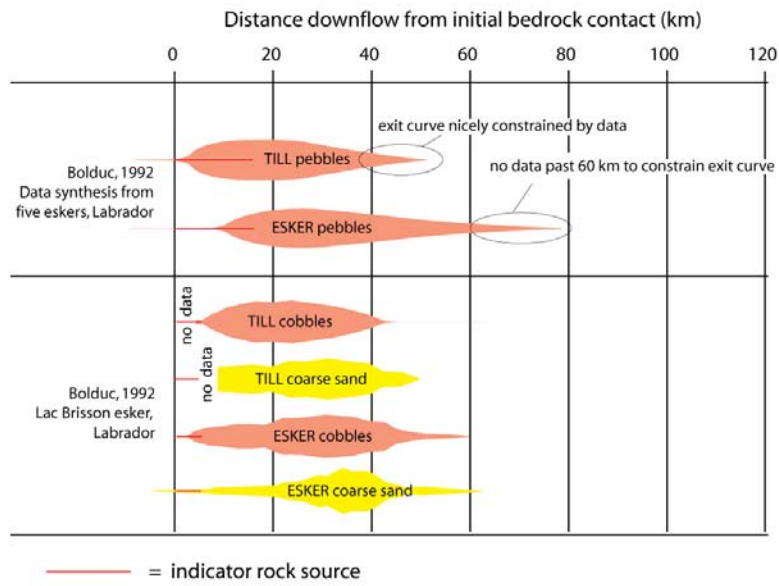 Distance downflow from initial bedrock contact (km)
0 20 40 60 80 100 120
exit curve nicely constrained by data
TILL pebbles
no data past 60 km to constrain exit curve
Bolduc, 1992
Data synthesis from
five eskers, Labrador
ESKER pebbles
no data
TILL cobbles
no data
TILL coarse sand
Bolduc, 1992
Lac Brisson esker,
Labrador
ESKER cobbles
ESKER coarse sand
= indicator rock source